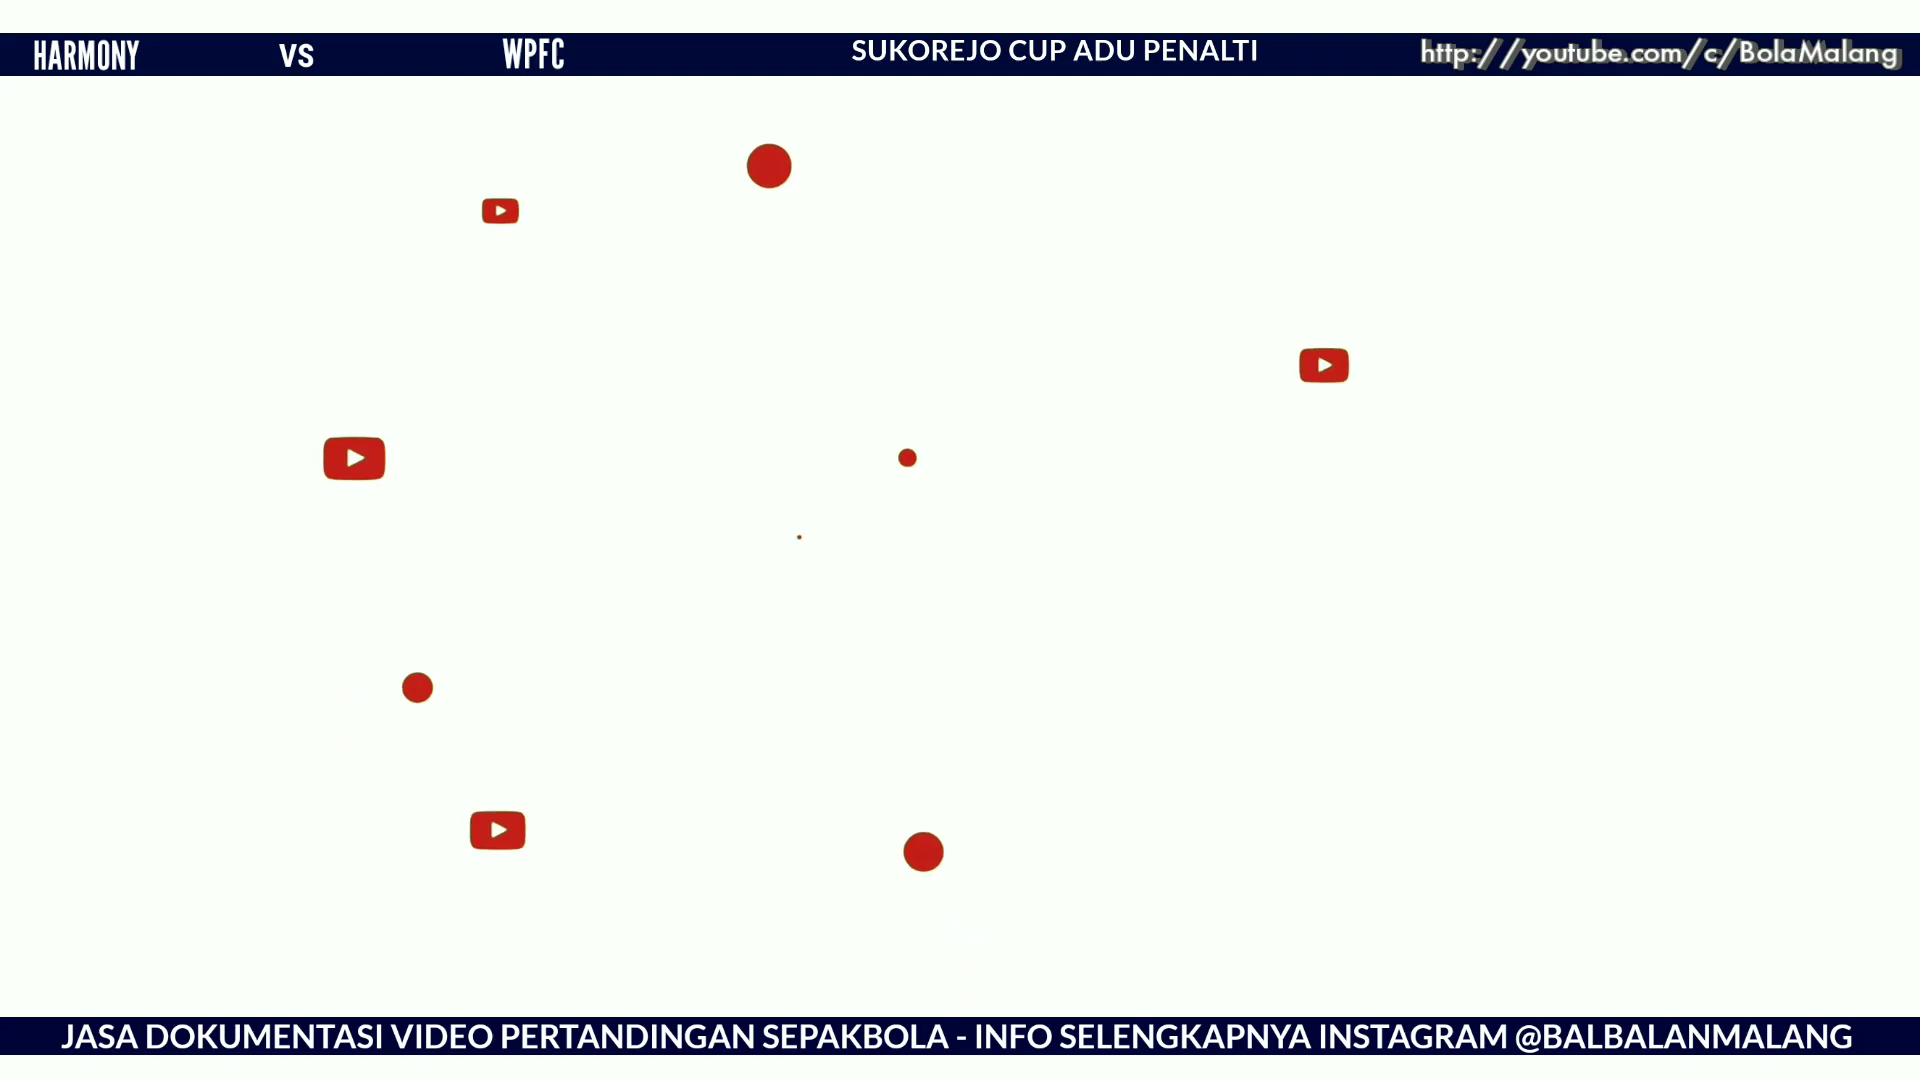 HARMONY VS WPFC SUKOREJO CUP ADU PENALTI http://youtube.com/c/BolaMalang
JASA DOKUMENTASI VIDEO PERTANDINGAN SEPAKBOLA - INFO SELENGKAPNYA INSTAGRAM @BALBALANMALANG